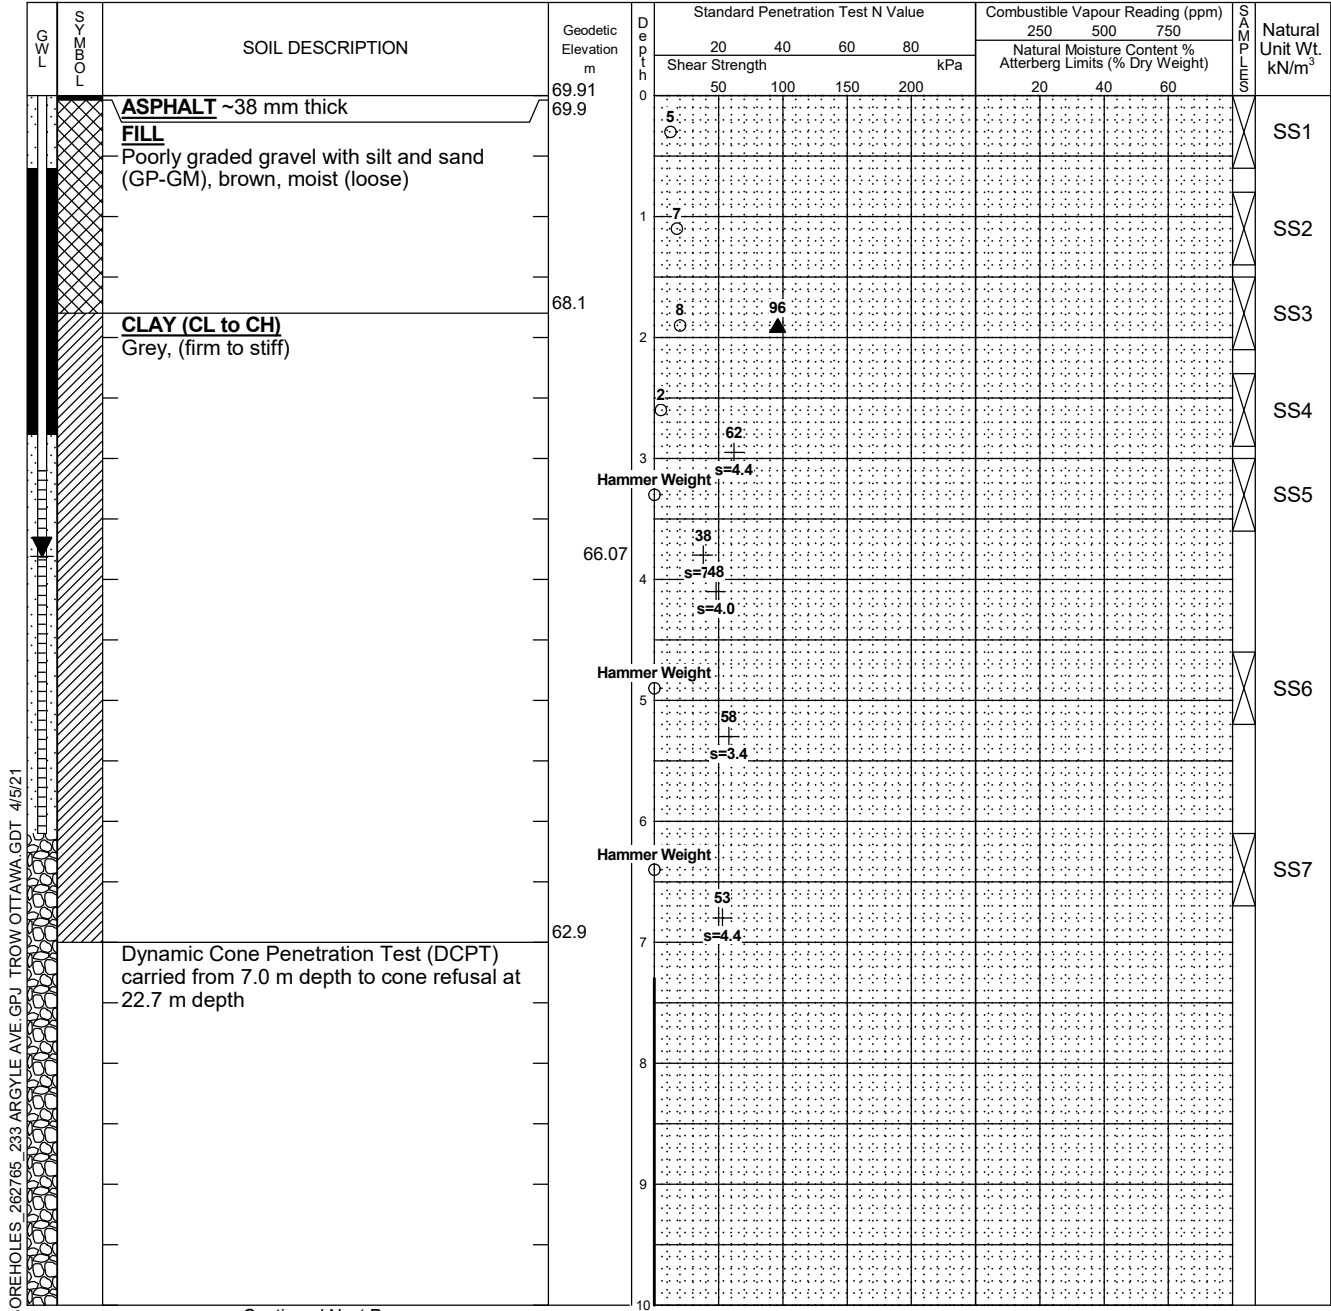 GWL
SYMBOL
SOIL DESCRIPTION
Geodetic
Elevation
m
69.91
Depth
Standard Penetration Test N Value
20 40 60 80
Shear Strength kPa
50 100 150 200
Combustible Vapour Reading (ppm)
250 500 750
Natural Moisture Content %
Atterberg Limits (% Dry Weight)
20 40 60
SAMPLES
Natural
Unit Wt.
kN/m³
0
ASPHALT ~38 mm thick
69.9
FILL
Poorly graded gravel with silt and sand
(GP-GM), brown, moist (loose)
5
SS1
1
7
SS2
68.1
CLAY (CL to CH)
Grey, (firm to stiff)
8
96
SS3
2
2
SS4
62
s=4.4
3
Hammer Weight
SS5
66.07
38
s=7
48
s=4.0
4
Hammer Weight
SS6
5
58
s=3.4
6
Hammer Weight
SS7
53
s=4.4
62.9
7
Dynamic Cone Penetration Test (DCPT)
carried from 7.0 m depth to cone refusal at
22.7 m depth
8
9
10
OREHOLES_262765_233 ARGYLE AVE.GPJ TROW OTTAWA.GDT 4/5/21